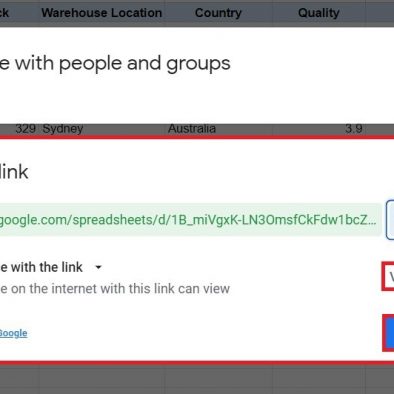 ck Warehouse Location Country Quality
e with people and groups
329 Sydney Australia 3.9
link
google.com/spreadsheets/d/1B_miVgxK-LN3OmsfCkFdw1bcZ...
e with the link
e on the internet with this link can view
Google